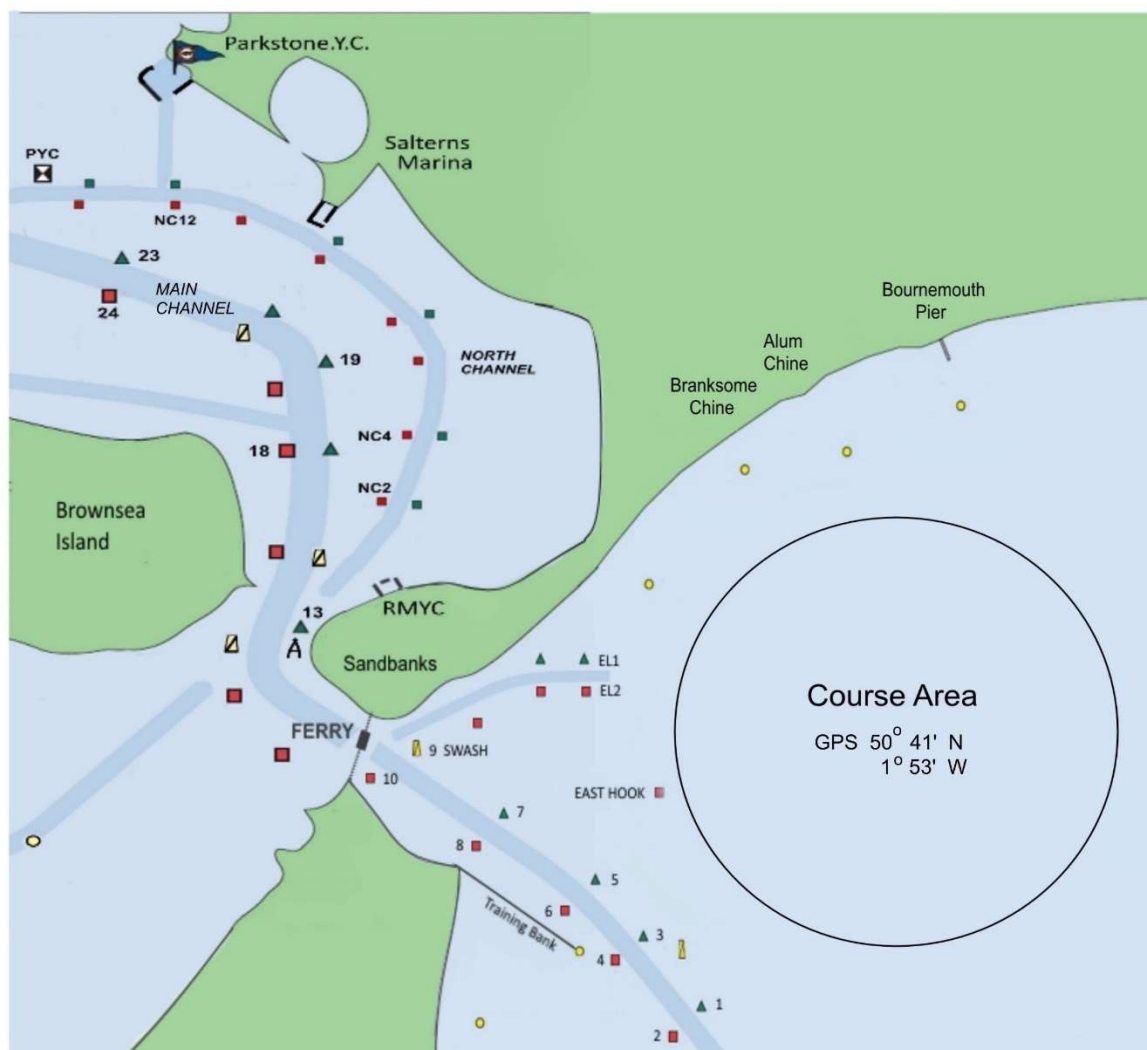 Parkstone.Y.C.
Salterns
Marina
PYC
NC12
23
MAIN
CHANNEL
24
19
NORTH
CHANNEL
Bournemouth
Pier
Alum
Chine
Branksome
Chine
18
NC4
NC2
Brownsea
Island
13
A
RMYC
Sandbanks
EL1
EL2
FERRY
9 SWASH
10
Course Area
GPS 50° 41' N
1° 53' W
EAST HOOK
7
8
5
6
Training Bank
3
4
1
2